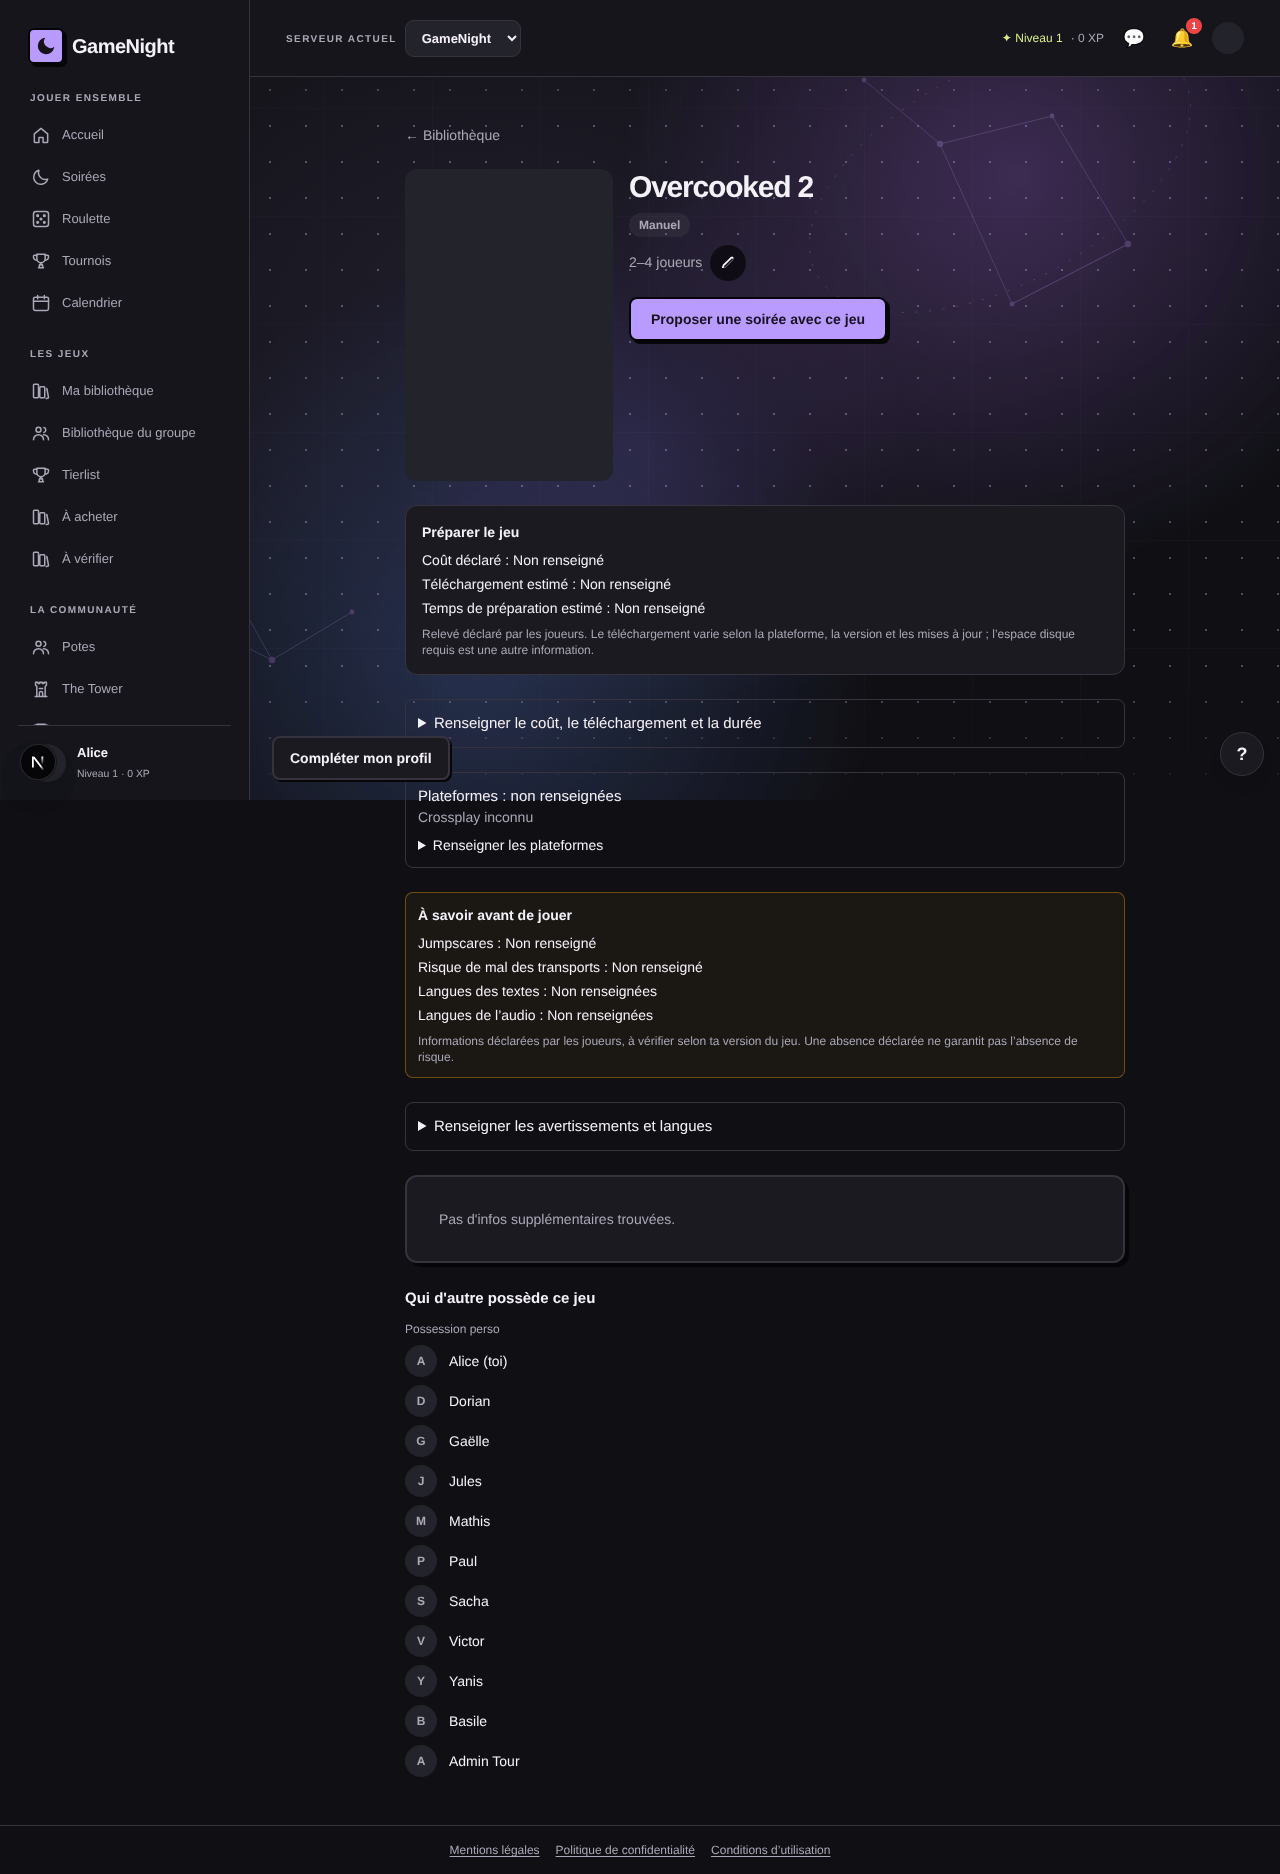 GameNight
JOUER ENSEMBLE
Accueil
Soirées
Roulette
Tournois
Calendrier
LES JEUX
Ma bibliothèque
Bibliothèque du groupe
Tierlist
À acheter
À vérifier
LA COMMUNAUTÉ
Potes
The Tower
Alice
Niveau 1 · 0 XP
SERVEUR ACTUEL
GameNight
✦ Niveau 1 · 0 XP
1
← Bibliothèque
Overcooked 2
Manuel
2–4 joueurs
Proposer une soirée avec ce jeu
Préparer le jeu
Coût déclaré : Non renseigné
Téléchargement estimé : Non renseigné
Temps de préparation estimé : Non renseigné
Relevé déclaré par les joueurs. Le téléchargement varie selon la plateforme, la version et les mises à jour ; l’espace disque
requis est une autre information.
Renseigner le coût, le téléchargement et la durée
Compléter mon profil
?
Plateformes : non renseignées
Crossplay inconnu
Renseigner les plateformes
À savoir avant de jouer
Jumpscares : Non renseigné
Risque de mal des transports : Non renseigné
Langues des textes : Non renseignées
Langues de l’audio : Non renseignées
Informations déclarées par les joueurs, à vérifier selon ta version du jeu. Une absence déclarée ne garantit pas l’absence de
risque.
Renseigner les avertissements et langues
Pas d'infos supplémentaires trouvées.
Qui d'autre possède ce jeu
Possession perso
A Alice (toi)
D Dorian
G Gaëlle
J Jules
M Mathis
P Paul
S Sacha
V Victor
Y Yanis
B Basile
A Admin Tour
Mentions légales Politique de confidentialité Conditions d’utilisation